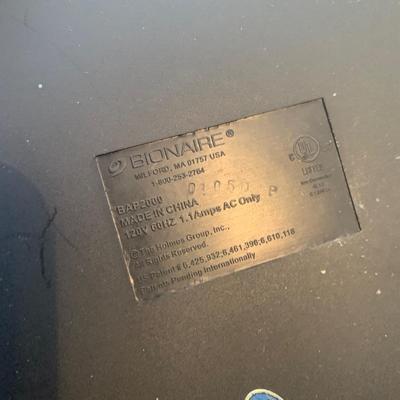 BIONAIRE®
MILFORD, MA 01757 USA
1-800-253-2764
BAP2000
MADE IN CHINA
120V 60HZ 1.1Amps AC Only
P
© The Holmes Group, Inc.,
All Rights Reserved.
US Patent # 6,425,932;6,461,396;6,610,118
Patents Pending Internationally
UL
LISTED